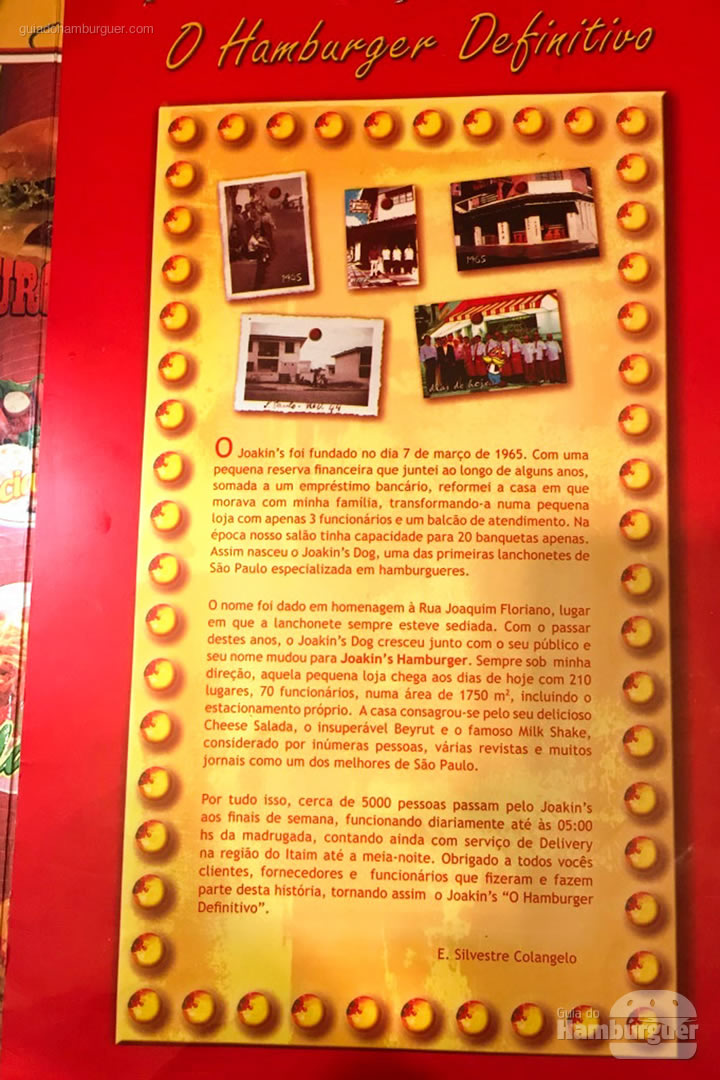 guiadohamburguer.com
O Hamburger Definitivo
1965
1965
dias de hoje
O Joakin's foi fundado no dia 7 de março de 1965. Com uma
pequena reserva financeira que juntei ao longo de alguns anos,
somada a um empréstimo bancário, reformei a casa em que
morava com minha família, transformando-a numa pequena
loja com apenas 3 funcionários e um balcão de atendimento. Na
época nosso salão tinha capacidade para 20 banquetas apenas.
Assim nasceu o Joakin's Dog, uma das primeiras lanchonetes de
São Paulo especializada em hamburgueres.
O nome foi dado em homenagem à Rua Joaquim Floriano, lugar
em que a lanchonete sempre esteve sediada. Com o passar
destes anos, o Joakin's Dog cresceu junto com o seu público e
seu nome mudou para Joakin's Hamburger. Sempre sob minha
direção, aquela pequena loja chega aos dias de hoje com 210
lugares, 70 funcionários, numa área de 1750 m², incluindo o
estacionamento próprio. A casa consagrou-se pelo seu delicioso
Cheese Salada, o insuperável Beyrut e o famoso Milk Shake,
considerado por inúmeras pessoas, várias revistas e muitos
jornais como um dos melhores de São Paulo.
Por tudo isso, cerca de 5000 pessoas passam pelo Joakin's
aos finais de semana, funcionando diariamente até às 05:00
hs da madrugada, contando ainda com serviço de Delivery
na região do Itaim até a meia-noite. Obrigado a todos vocês
clientes, fornecedores e funcionários que fizeram e fazem
parte desta história, tornando assim o Joakin's "O Hamburger
Definitivo".
E. Silvestre Colangelo
Guia do
Hamburguer